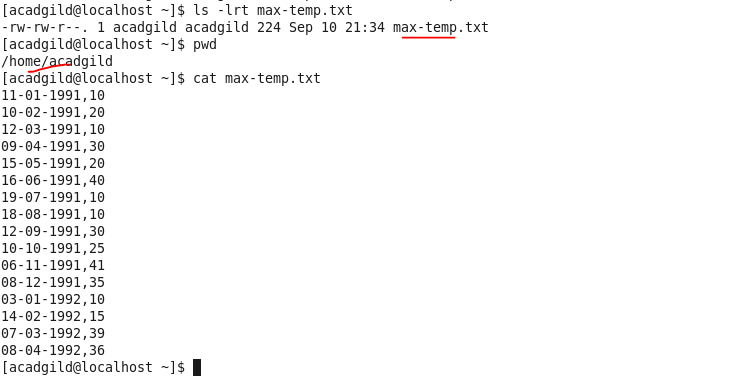 [acadgild@localhost ~]$ ls -lrt max-temp.txt
-rw-rw-r--. 1 acadgild acadgild 224 Sep 10 21:34 max-temp.txt
[acadgild@localhost ~]$ pwd
/home/acadgild
[acadgild@localhost ~]$ cat max-temp.txt
11-01-1991,10
10-02-1991,20
12-03-1991,10
09-04-1991,30
15-05-1991,20
16-06-1991,40
19-07-1991,10
18-08-1991,10
12-09-1991,30
10-10-1991,25
06-11-1991,41
08-12-1991,35
03-01-1992,10
14-02-1992,15
07-03-1992,39
08-04-1992,36
[acadgild@localhost ~]$